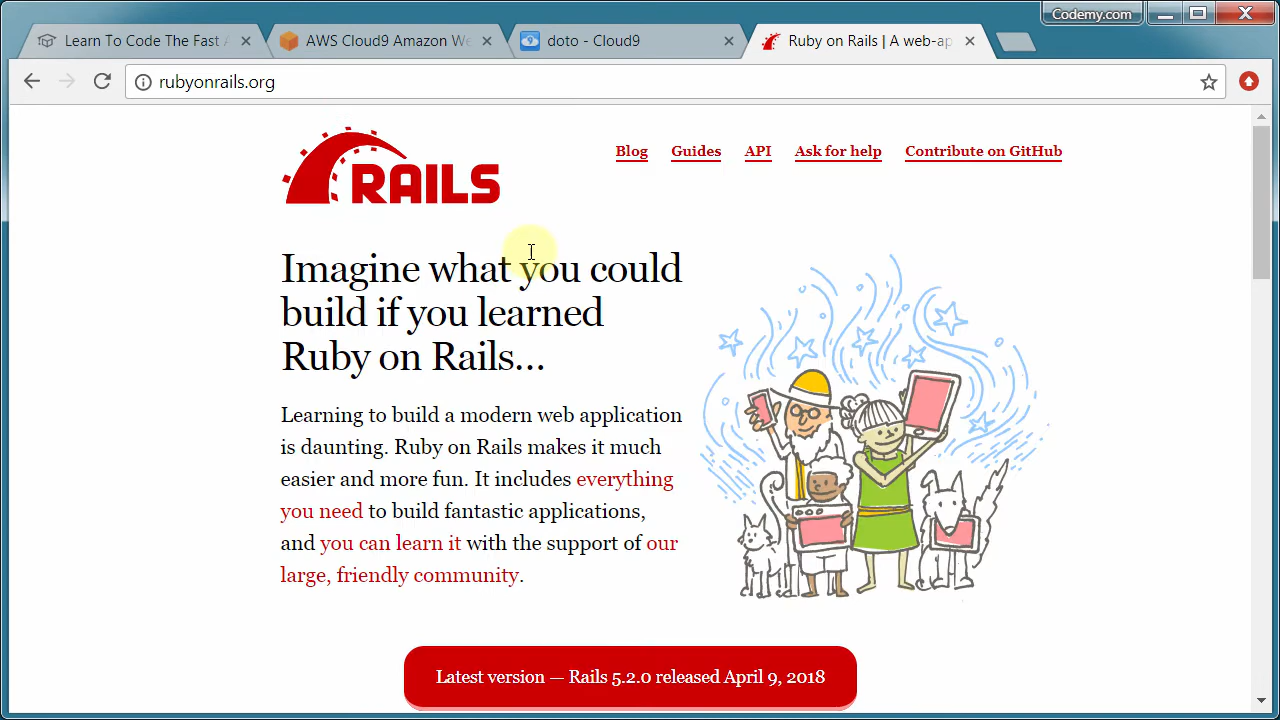 Codemy.com
Learn To Code The Fast
AWS Cloud9 Amazon We
doto - Cloud9
Ruby on Rails | A web-ap
rubyonrails.org
RAILS
Blog Guides API Ask for help Contribute on GitHub
Imagine what you could
build if you learned
Ruby on Rails...
Learning to build a modern web application
is daunting. Ruby on Rails makes it much
easier and more fun. It includes everything
you need to build fantastic applications,
and you can learn it with the support of our
large, friendly community.
Latest version — Rails 5.2.0 released April 9, 2018